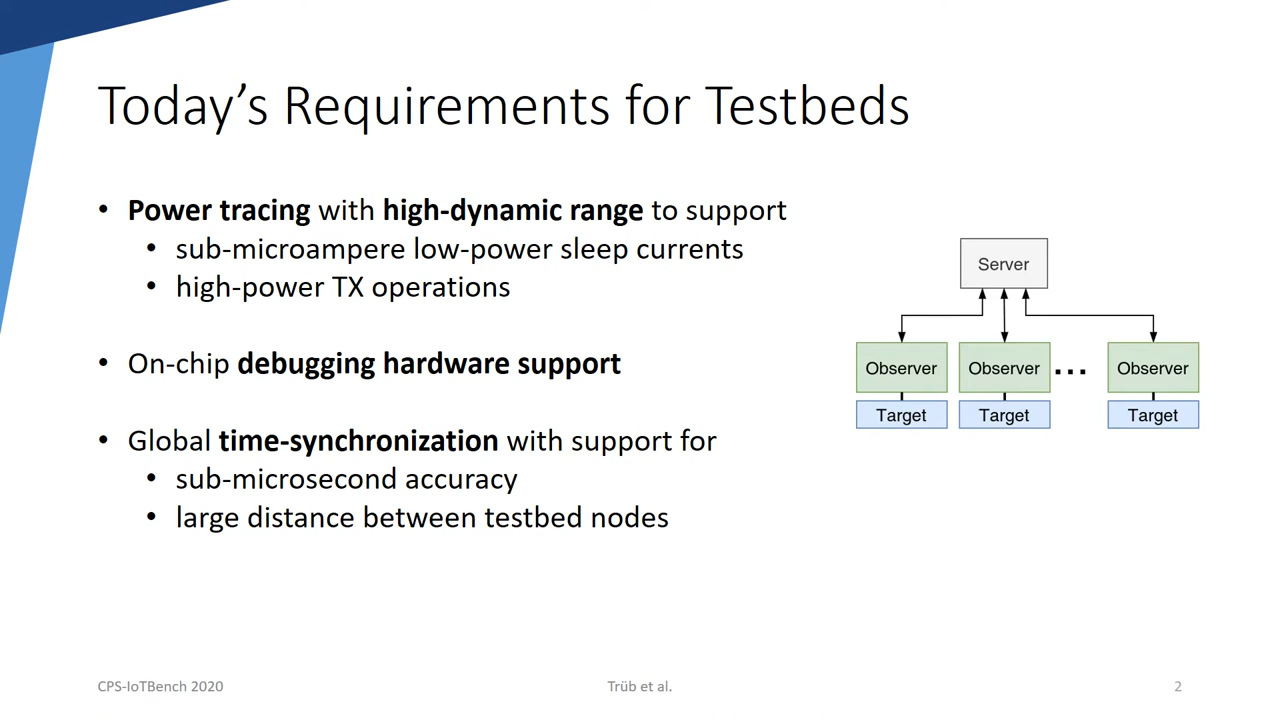 Today's Requirements for Testbeds
• Power tracing with high-dynamic range to support
• sub-microampere low-power sleep currents
• high-power TX operations
• On-chip debugging hardware support
• Global time-synchronization with support for
• sub-microsecond accuracy
• large distance between testbed nodes
Server
Observer Observer ... Observer
Target Target Target
CPS-IoTBench 2020 Trüb et al. 2